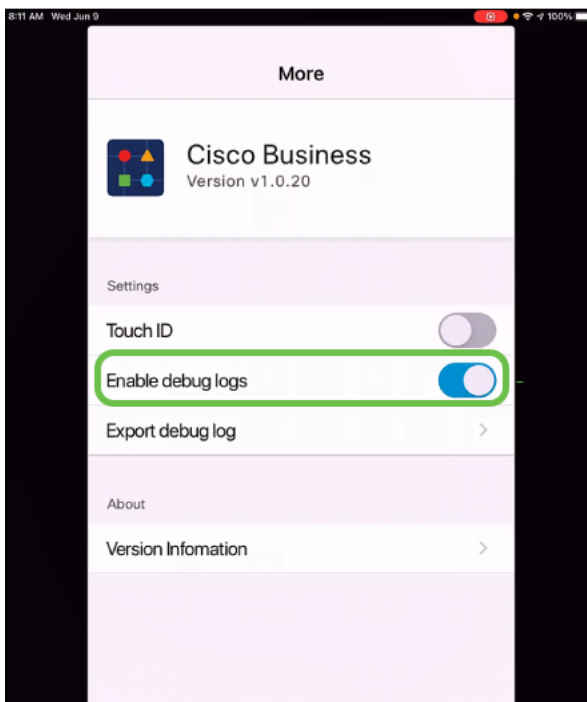 8:11 AM Wed Jun 9
100%
More
Cisco Business
Version v1.0.20
Settings
Touch ID
Enable debug logs
Export debug log
About
Version Infomation